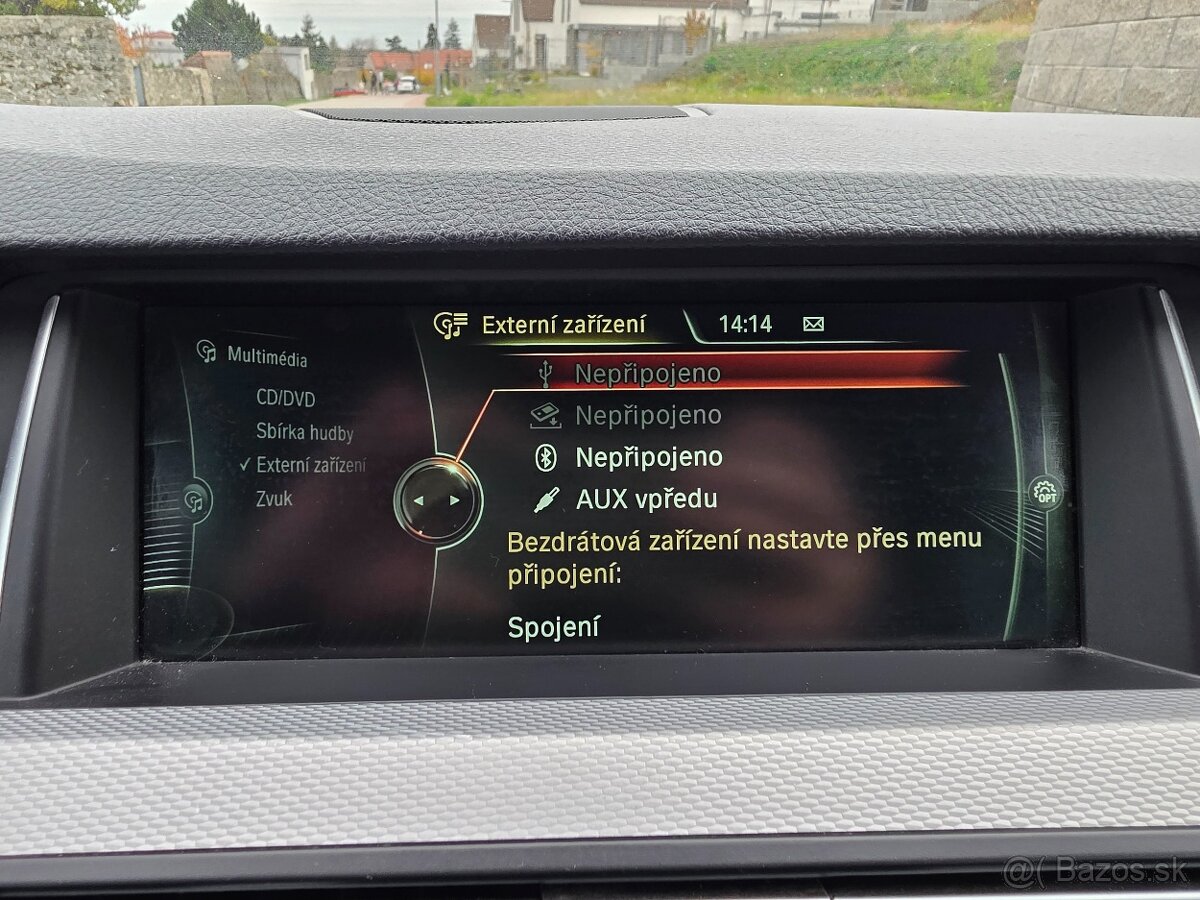 Externí zařízení 14:14
Multimédia
CD/DVD
Sbírka hudby
✓ Externí zařízení
Zvuk
Nepřipojeno
Nepřipojeno
Nepřipojeno
AUX vpředu
Bezdrátová zařízení nastavte přes menu
připojení:
Spojení
OPT
@( Bazos.sk